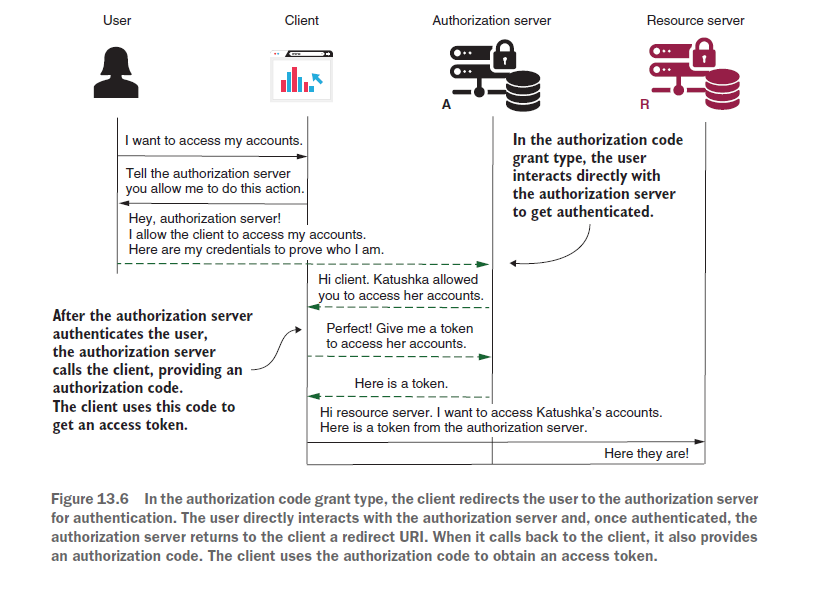 User
Client
Authorization server
Resource server
A
R
I want to access my accounts.
In the authorization code
grant type, the user
interacts directly with
the authorization server
to get authenticated.
Tell the authorization server
you allow me to do this action.
Hey, authorization server!
I allow the client to access my accounts.
Here are my credentials to prove who I am.
Hi client. Katushka allowed
you to access her accounts.
After the authorization server
authenticates the user,
the authorization server
calls the client, providing an
authorization code.
The client uses this code to
get an access token.
Perfect! Give me a token
to access her accounts.
Here is a token.
Hi resource server. I want to access Katushka's accounts.
Here is a token from the authorization server.
Here they are!
Figure 13.6 In the authorization code grant type, the client redirects the user to the authorization server
for authentication. The user directly interacts with the authorization server and, once authenticated, the
authorization server returns to the client a redirect URI. When it calls back to the client, it also provides
an authorization code. The client uses the authorization code to obtain an access token.